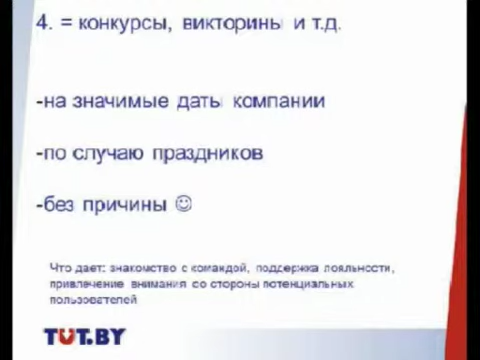 4. = конкурсы, викторины и т.д.
-на значимые даты компании
-по случаю праздников
-без причины ☺
Что дает: знакомство с командой, поддержка лояльности,
привлечение внимания со стороны потенциальных
пользователей
TUT.BY